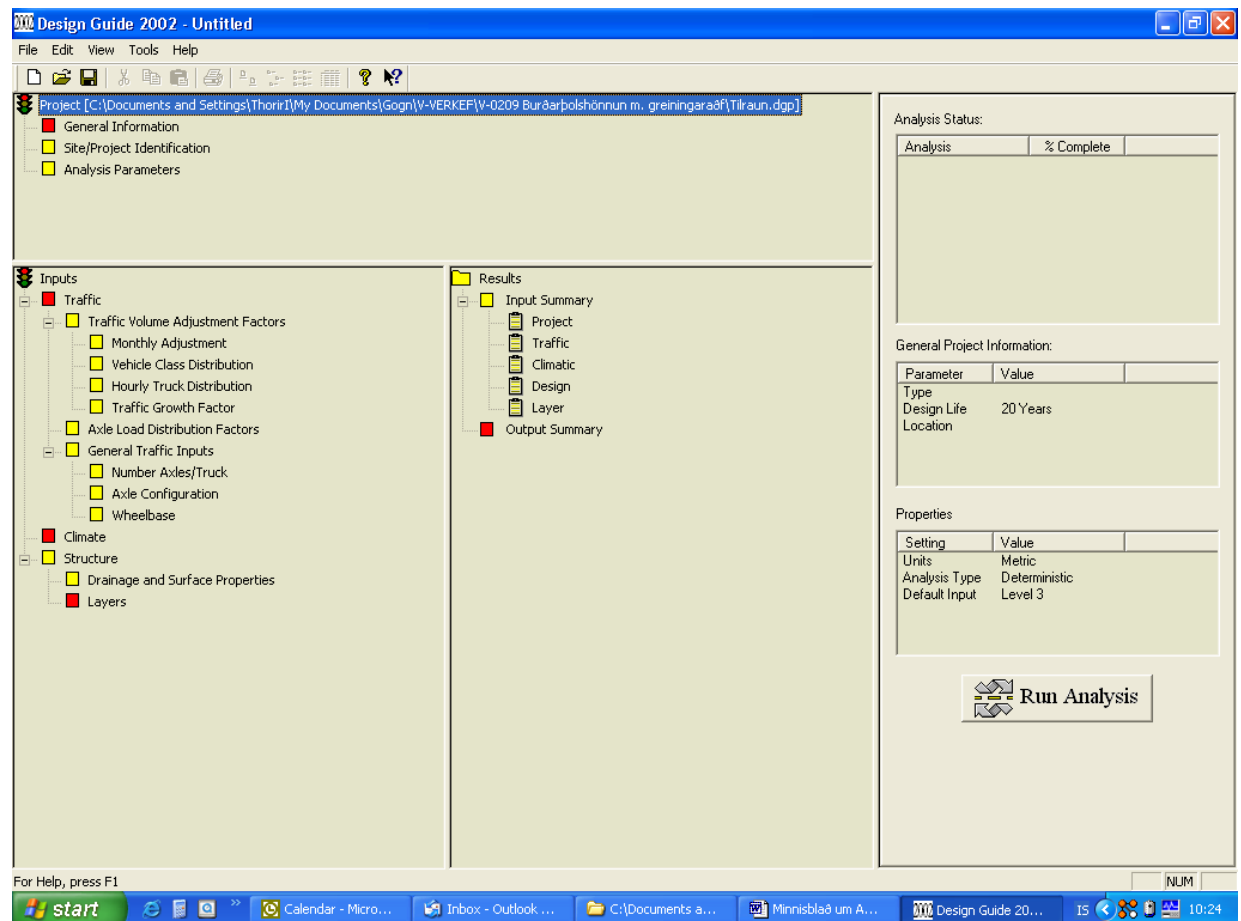 Design Guide 2002 - Untitled
File Edit View Tools Help
Project [C:\Documents and Settings\ThorirI\My Documents\Gogn\V-VERKEF\V-0209 Burðarþolshönnun m. greiningaraðf\Tilraun.dgp]
General Information
Site/Project Identification
Analysis Parameters
Inputs
Traffic
Traffic Volume Adjustment Factors
Monthly Adjustment
Vehicle Class Distribution
Hourly Truck Distribution
Traffic Growth Factor
Axle Load Distribution Factors
General Traffic Inputs
Number Axles/Truck
Axle Configuration
Wheelbase
Climate
Structure
Drainage and Surface Properties
Layers
Results
Input Summary
Project
Traffic
Climatic
Design
Layer
Output Summary
Analysis Status:
Analysis % Complete
General Project Information:
Parameter Value
Type
Design Life 20 Years
Location
Properties
Setting Value
Units Metric
Analysis Type Deterministic
Default Input Level 3
Run Analysis
For Help, press F1
NUM
start Calendar - Micro... Inbox - Outlook ... C:\Documents a... Minnisblað um A... Design Guide 20... IS 10:24